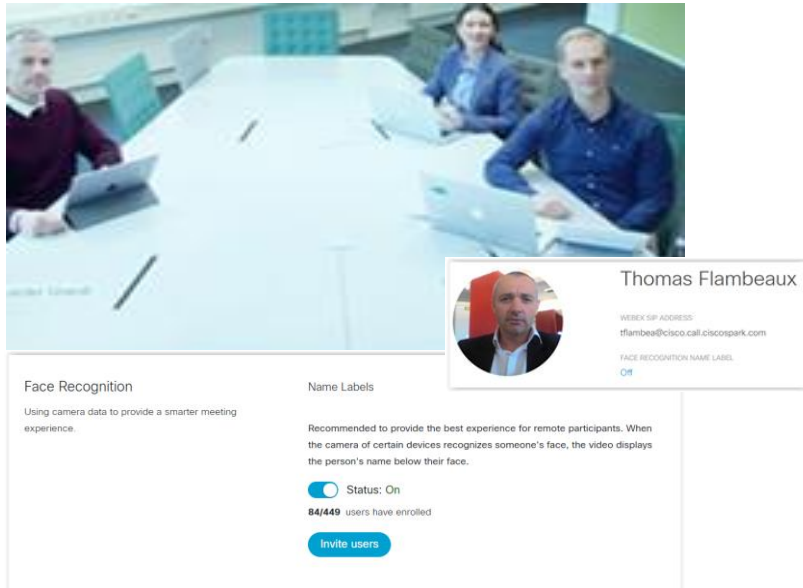 Thomas Flambeaux
WEBEX SIP ADDRESS:
tflambea@cisco.call.ciscospark.com
FACE RECOGNITION NAME LABEL
Off
Face Recognition
Using camera data to provide a smarter meeting
experience.
Name Labels
Recommended to provide the best experience for remote participants. When
the camera of certain devices recognizes someone's face, the video displays
the person's name below their face.
Status: On
84/449 users have enrolled
Invite users